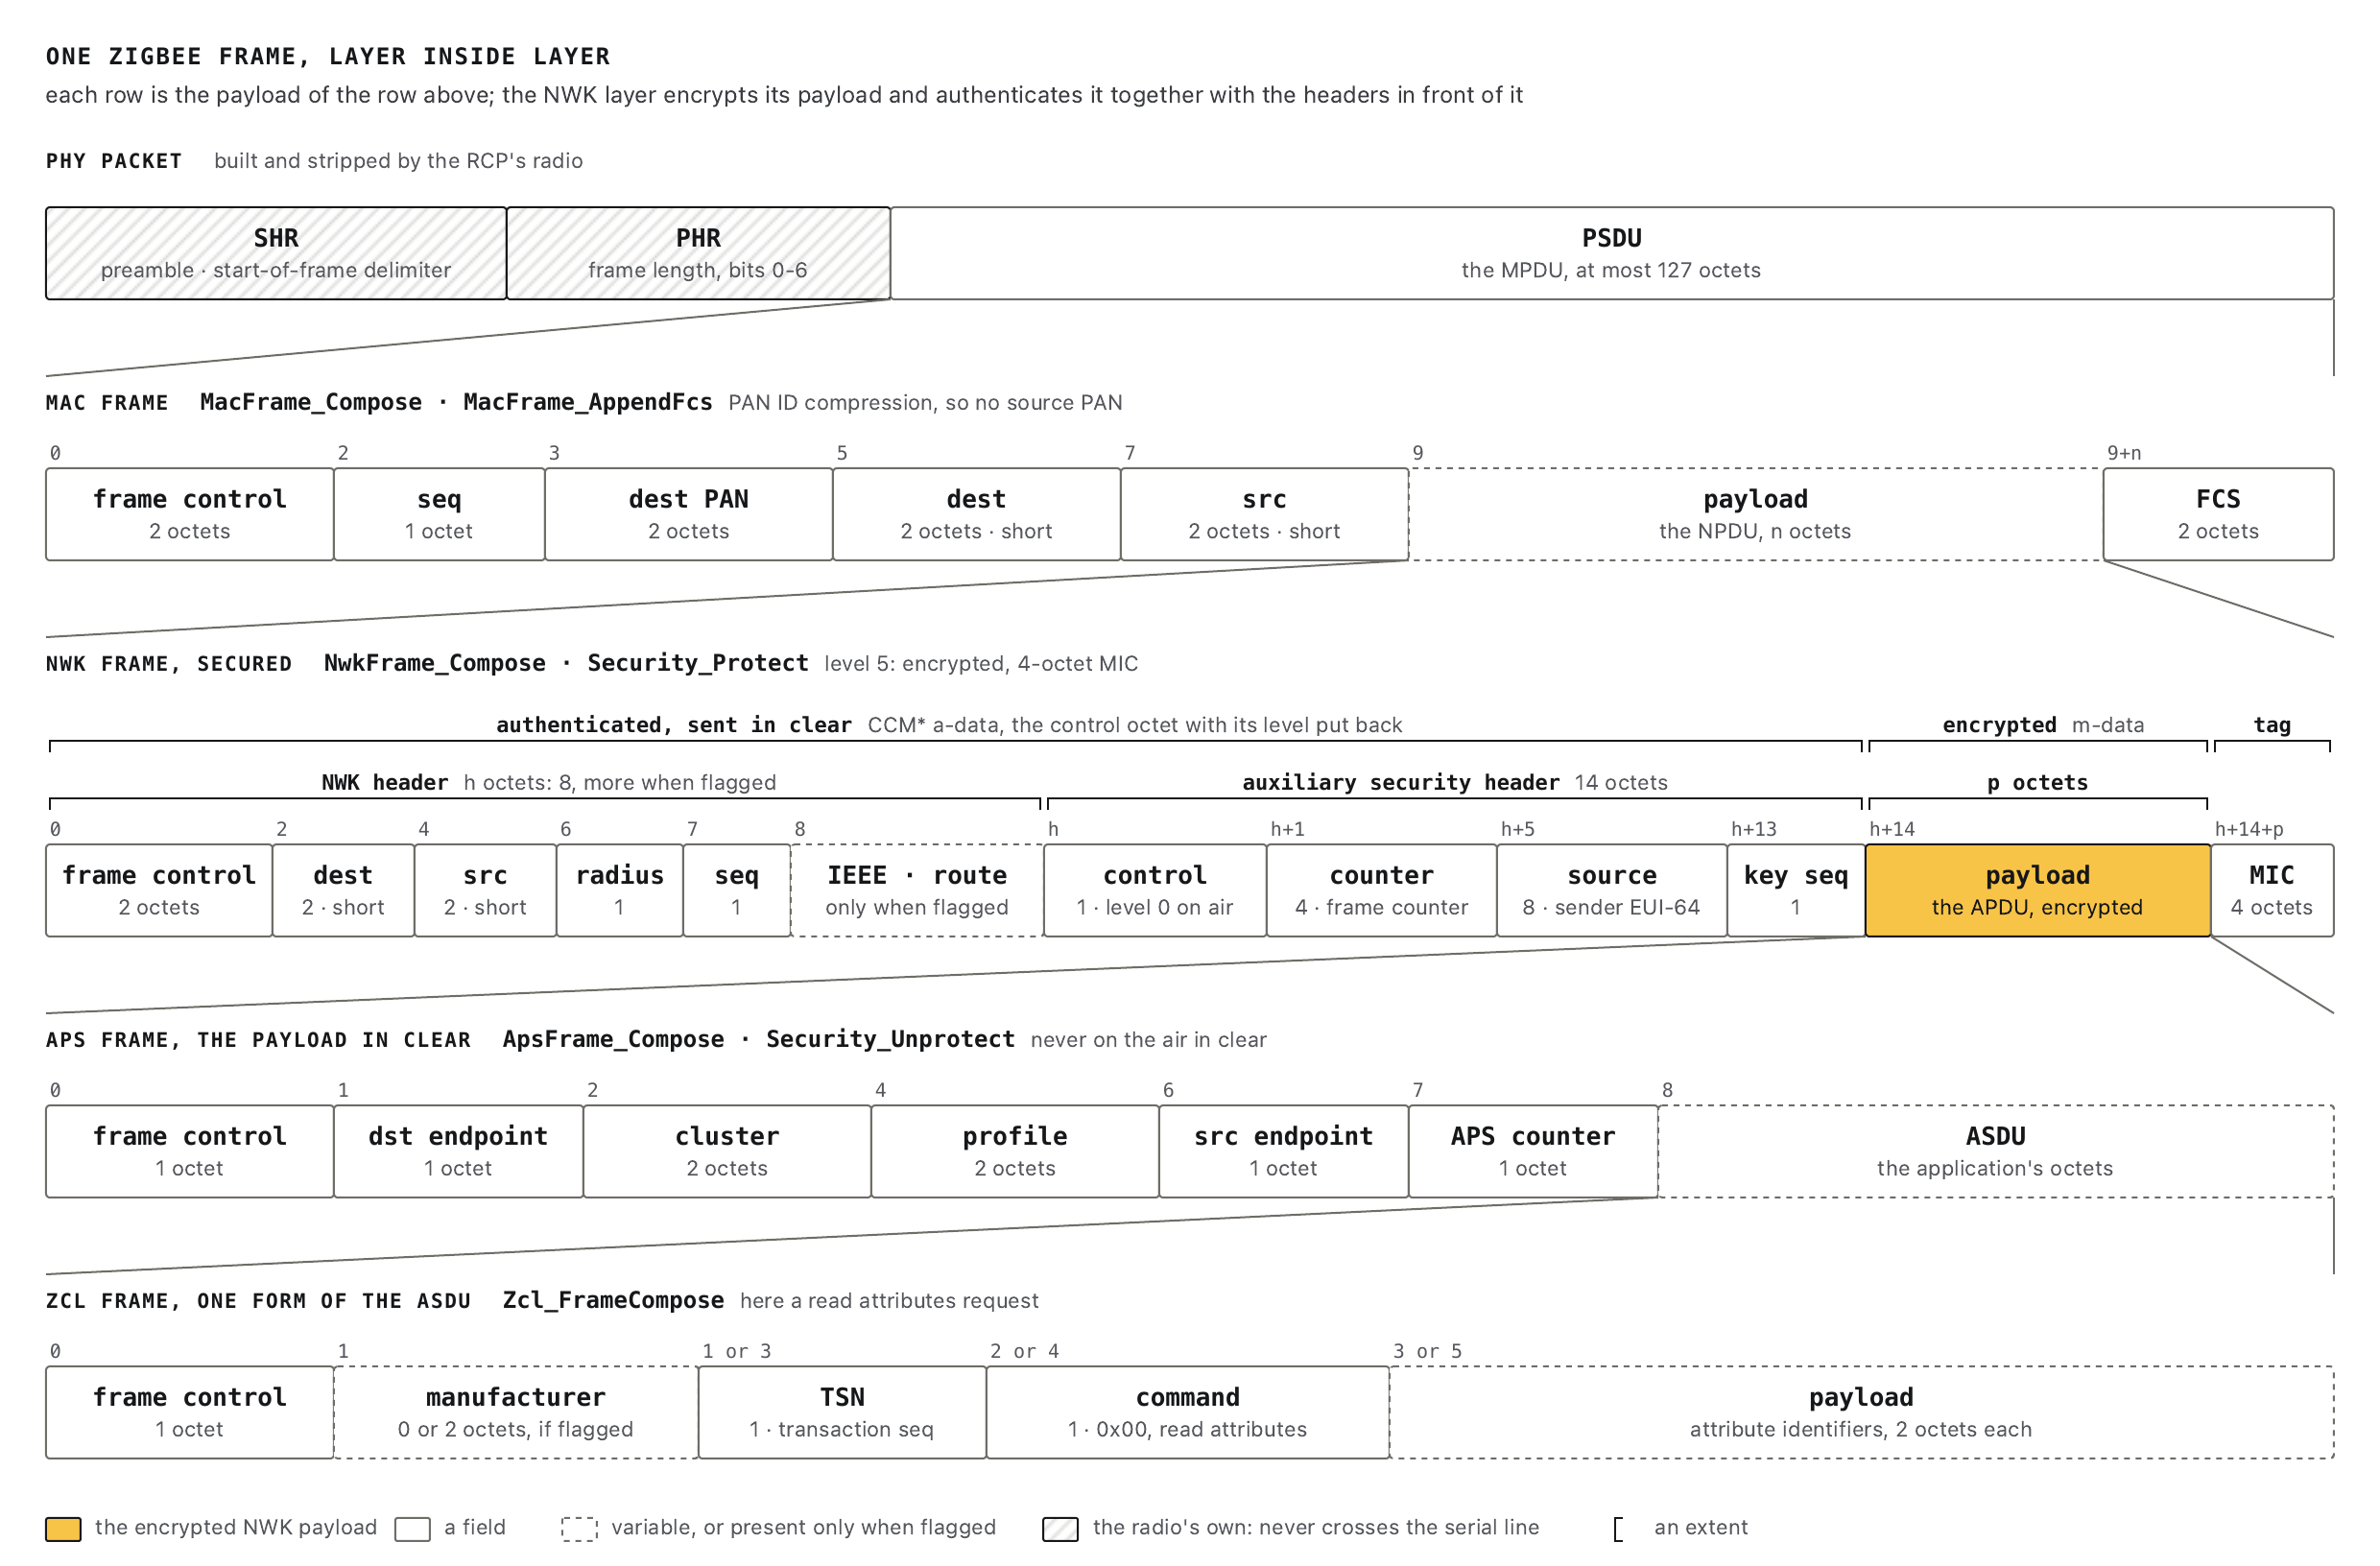 ONE ZIGBEE FRAME, LAYER INSIDE LAYER
each row is the payload of the row above; the NWK layer encrypts its payload and authenticates it together with the headers in front of it
PHY PACKET built and stripped by the RCP's radio
SHR PHR PSDU
preamble · start-of-frame delimiter frame length, bits 0-6 the MPDU, at most 127 octets
MAC FRAME MacFrame_Compose · MacFrame_AppendFcs PAN ID compression, so no source PAN
0 2 3 5 7 9 9+n
frame control seq dest PAN dest src payload FCS
2 octets 1 octet 2 octets 2 octets · short 2 octets · short the NPDU, n octets 2 octets
NWK FRAME, SECURED NwkFrame_Compose · Security_Protect level 5: encrypted, 4-octet MIC
authenticated, sent in clear CCM* a-data, the control octet with its level put back encrypted m-data tag
NWK header h octets: 8, more when flagged auxiliary security header 14 octets p octets
0 2 4 6 7 8 h h+1 h+5 h+13 h+14 h+14+p
frame control dest src radius seq IEEE · route control counter source key seq payload MIC
2 octets 2 · short 2 · short 1 1 only when flagged 1 · level 0 on air 4 · frame counter 8 · sender EUI-64 1 the APDU, encrypted 4 octets
APS FRAME, THE PAYLOAD IN CLEAR ApsFrame_Compose · Security_Unprotect never on the air in clear
0 1 2 4 6 7 8
frame control dst endpoint cluster profile src endpoint APS counter ASDU
1 octet 1 octet 2 octets 2 octets 1 octet 1 octet the application's octets
ZCL FRAME, ONE FORM OF THE ASDU Zcl_FrameCompose here a read attributes request
0 1 1 or 3 2 or 4 3 or 5
frame control manufacturer TSN command payload
1 octet 0 or 2 octets, if flagged 1 · transaction seq 1 · 0x00, read attributes attribute identifiers, 2 octets each
the encrypted NWK payload a field variable, or present only when flagged the radio's own: never crosses the serial line an extent